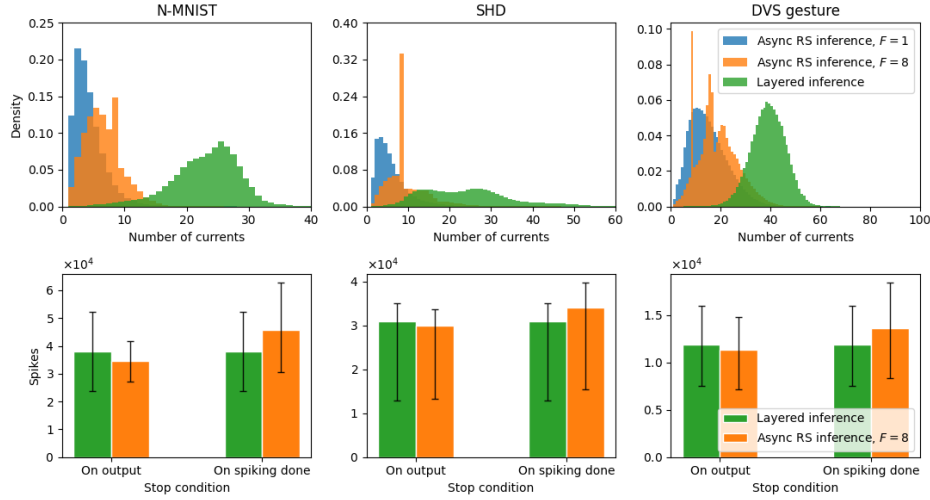 N-MNIST
SHD
DVS gesture
Density
0.25
0.20
0.15
0.10
0.05
0.00
0 10 20 30 40
Number of currents
0.40
0.32
0.24
0.16
0.08
0.00
0 10 20 30 40 50 60
Number of currents
0.10
0.08
0.06
0.04
0.02
0.00
0 20 40 60 80 100
Number of currents
Async RS inference, F = 1
Async RS inference, F = 8
Layered inference
Spikes
×10⁴
6
5
4
3
2
1
0
On output On spiking done
Stop condition
×10⁴
4
3
2
1
0
On output On spiking done
Stop condition
×10⁴
1.5
1.0
0.5
0.0
On output On spiking done
Stop condition
Layered inference
Async RS inference, F = 8